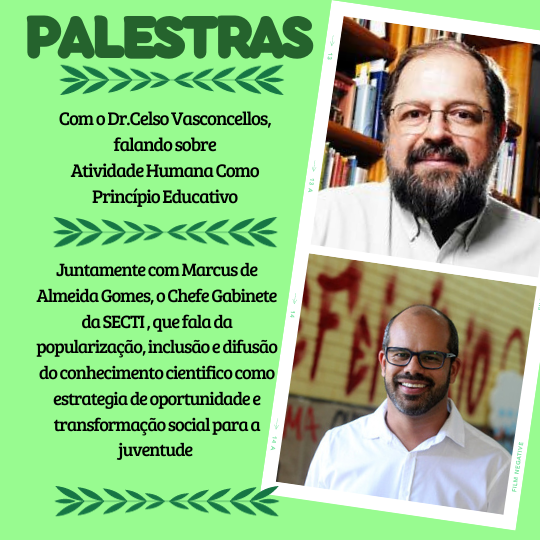 PALESTRAS
Com o Dr.Celso Vasconcellos,
falando sobre
Atividade Humana Como
Princípio Educativo
Juntamente com Marcus de
Almeida Gomes, o Chefe Gabinete
da SECTI , que fala da
popularização, inclusão e difusão
do conhecimento cientifico como
estrategia de oportunidade e
transformação social para a
juventude
FILM NEGATIVE